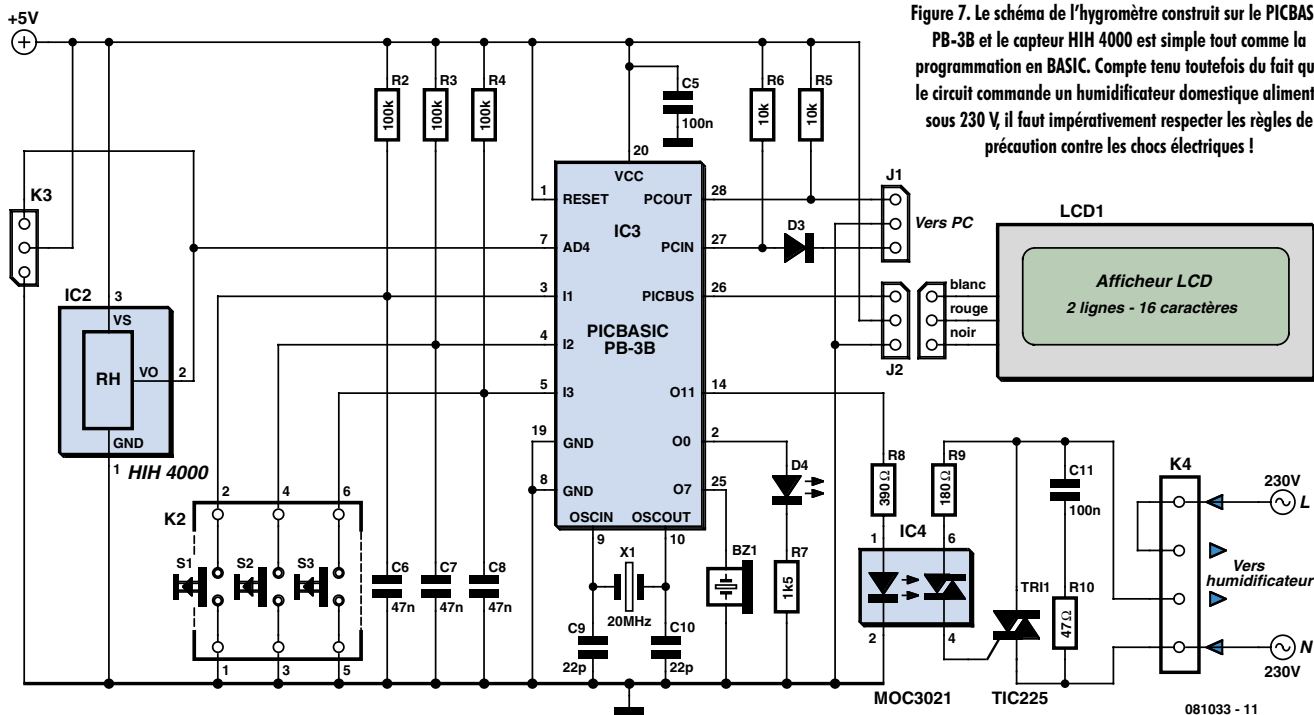 +5V
Figure 7. Le schéma de l'hygromètre construit sur le PICBAS
PB-3B et le capteur HIH 4000 est simple tout comme la
programmation en BASIC. Compte tenu toutefois du fait qu
le circuit commande un humidificateur domestique aliment
sous 230 V, il faut impérativement respecter les règles de
précaution contre les chocs électriques !
R2
100k
R3
100k
R4
100k
C5
100n
R6
10k
R5
10k
K3
IC2
3
VS
RH
VO
2
GND
1
HIH 4000
20
VCC
1
RESET
7
AD4
3
I1
4
I2
5
I3
19
GND
8
GND
IC3
PICBASIC
PB-3B
PCOUT
28
PCIN
27
PICBUS
26
O11
14
O0
2
O7
25
OSCIN
OSCOUT
9
10
X1
20MHz
C9
22p
C10
22p
D3
J1
Vers PC
J2
blanc
rouge
noir
LCD1
Afficheur LCD
2 lignes - 16 caractères
K2
2
4
6
S1
S2
S3
1
3
5
C6
47n
C7
47n
C8
47n
BZ1
D4
R7
1k5
R8
390Ω
R9
180Ω
IC4
1
6
2
4
MOC3021
TRI1
TIC225
C11
100n
R10
47Ω
K4
230V
L
Vers
humidificateur
N
230V
081033 - 11